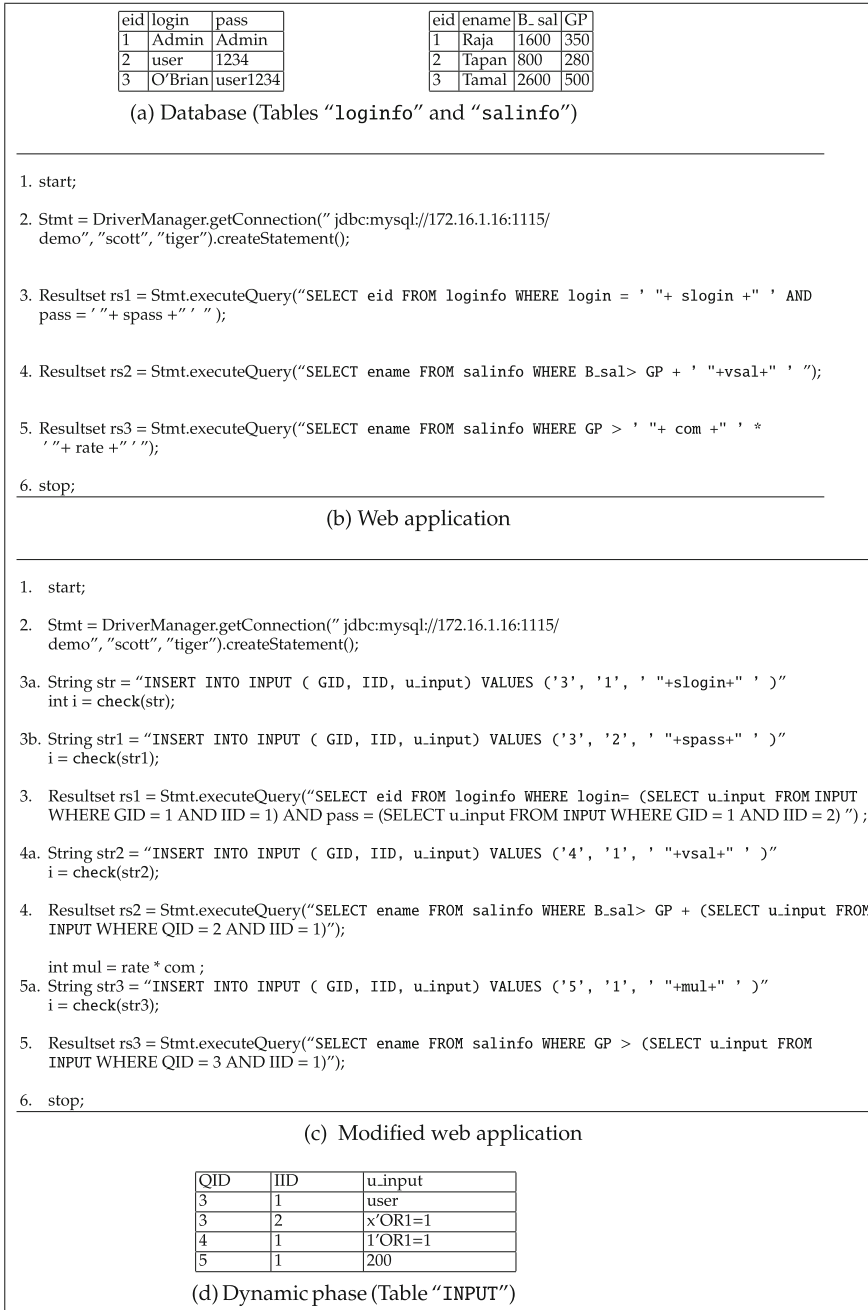 eid login pass
1 Admin Admin
2 user 1234
3 O'Brian user1234
eid ename B_ sal GP
1 Raja 1600 350
2 Tapan 800 280
3 Tamal 2600 500
(a) Database (Tables “loginfo” and “salinfo”)
1. start;
2. Stmt = DriverManager.getConnection(” jdbc:mysql://172.16.1.16:1115/
demo”, ”scott”, ”tiger”).createStatement();
3. Resultset rs1 = Stmt.executeQuery(“SELECT eid FROM loginfo WHERE login = ' "+ slogin +" ' AND
pass = ′ ”+ spass +” ′ ” );
4. Resultset rs2 = Stmt.executeQuery(“SELECT ename FROM salinfo WHERE B_sal> GP + ' "+vsal+" ' ”);
5. Resultset rs3 = Stmt.executeQuery(“SELECT ename FROM salinfo WHERE GP > ' "+ com +" ' *
′ ”+ rate +” ′ ”);
6. stop;
(b) Web application
1. start;
2. Stmt = DriverManager.getConnection(” jdbc:mysql://172.16.1.16:1115/
demo”, ”scott”, ”tiger”).createStatement();
3a. String str = “INSERT INTO INPUT ( GID, IID, u_input) VALUES ('3', '1', ' "+slogin+" ' )”
int i = check(str);
3b. String str1 = “INSERT INTO INPUT ( GID, IID, u_input) VALUES ('3', '2', ' "+spass+" ' )”
i = check(str1);
3. Resultset rs1 = Stmt.executeQuery(“SELECT eid FROM loginfo WHERE login= (SELECT u_input FROM INPUT
WHERE GID = 1 AND IID = 1) AND pass = (SELECT u_input FROM INPUT WHERE GID = 1 AND IID = 2) ”) ;
4a. String str2 = “INSERT INTO INPUT ( GID, IID, u_input) VALUES ('4', '1', ' "+vsal+" ' )”
i = check(str2);
4. Resultset rs2 = Stmt.executeQuery(“SELECT ename FROM salinfo WHERE B_sal> GP + (SELECT u_input FROM
INPUT WHERE QID = 2 AND IID = 1)”);
int mul = rate * com ;
5a. String str3 = “INSERT INTO INPUT ( GID, IID, u_input) VALUES ('5', '1', ' "+mul+" ' )”
i = check(str3);
5. Resultset rs3 = Stmt.executeQuery(“SELECT ename FROM salinfo WHERE GP > (SELECT u_input FROM
INPUT WHERE QID = 3 AND IID = 1)”);
6. stop;
(c) Modified web application
QID IID u_input
3 1 user
3 2 x'OR1=1
4 1 1'OR1=1
5 1 200
(d) Dynamic phase (Table “INPUT”)